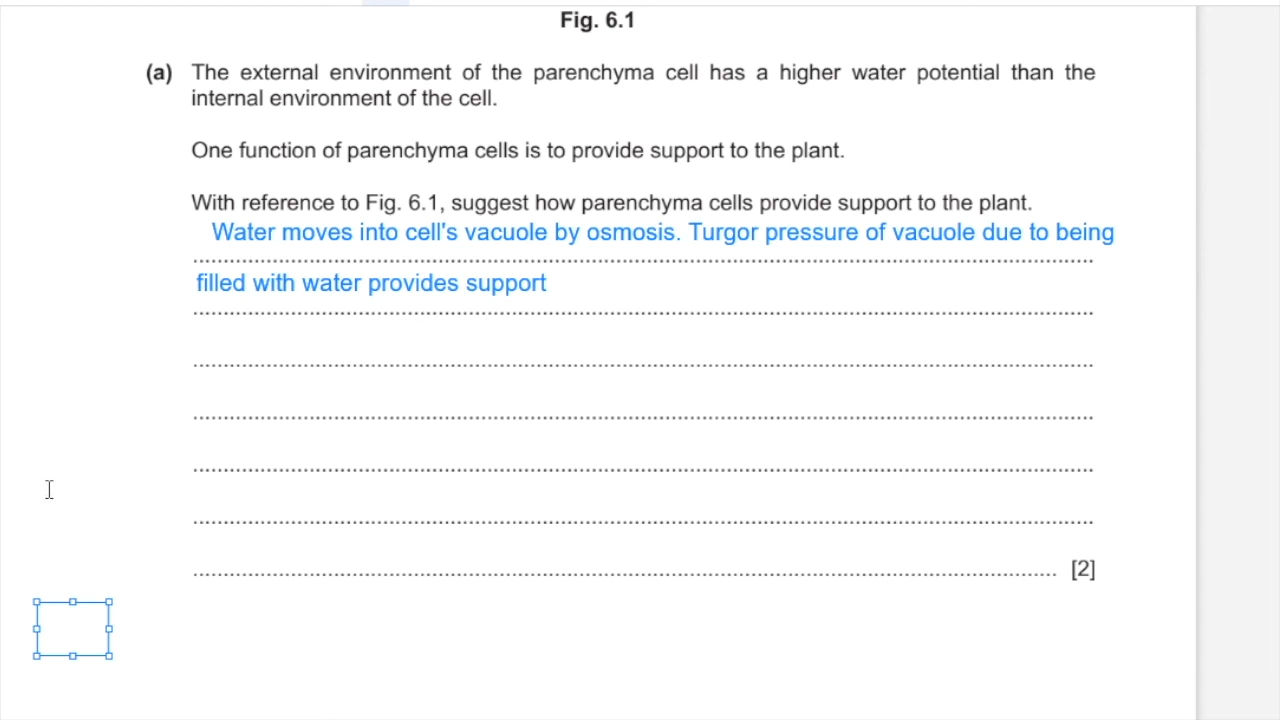 Fig. 6.1
(a) The external environment of the parenchyma cell has a higher water potential than the
internal environment of the cell.
One function of parenchyma cells is to provide support to the plant.
With reference to Fig. 6.1, suggest how parenchyma cells provide support to the plant.
Water moves into cell's vacuole by osmosis. Turgor pressure of vacuole due to being
filled with water provides support
[2]